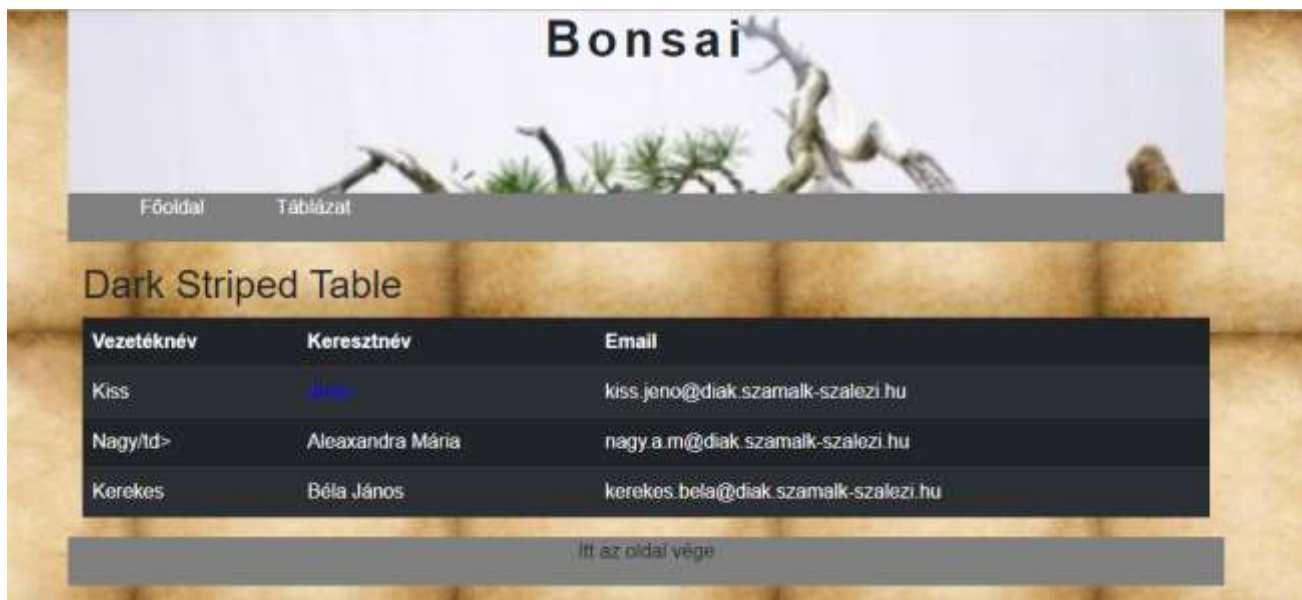 Bonsai
Főoldal Táblázat
Dark Striped Table
Vezetéknév Keresztnév Email
Kiss Jenő kiss.jeno@diak.szamalk-szalezi.hu
Nagy/td> Aleaxandra Mária nagy.a.m@diak.szamalk-szalezi.hu
Kerekes Béla János kerekes.bela@diak.szamalk-szalezi.hu
Itt az oldal vége